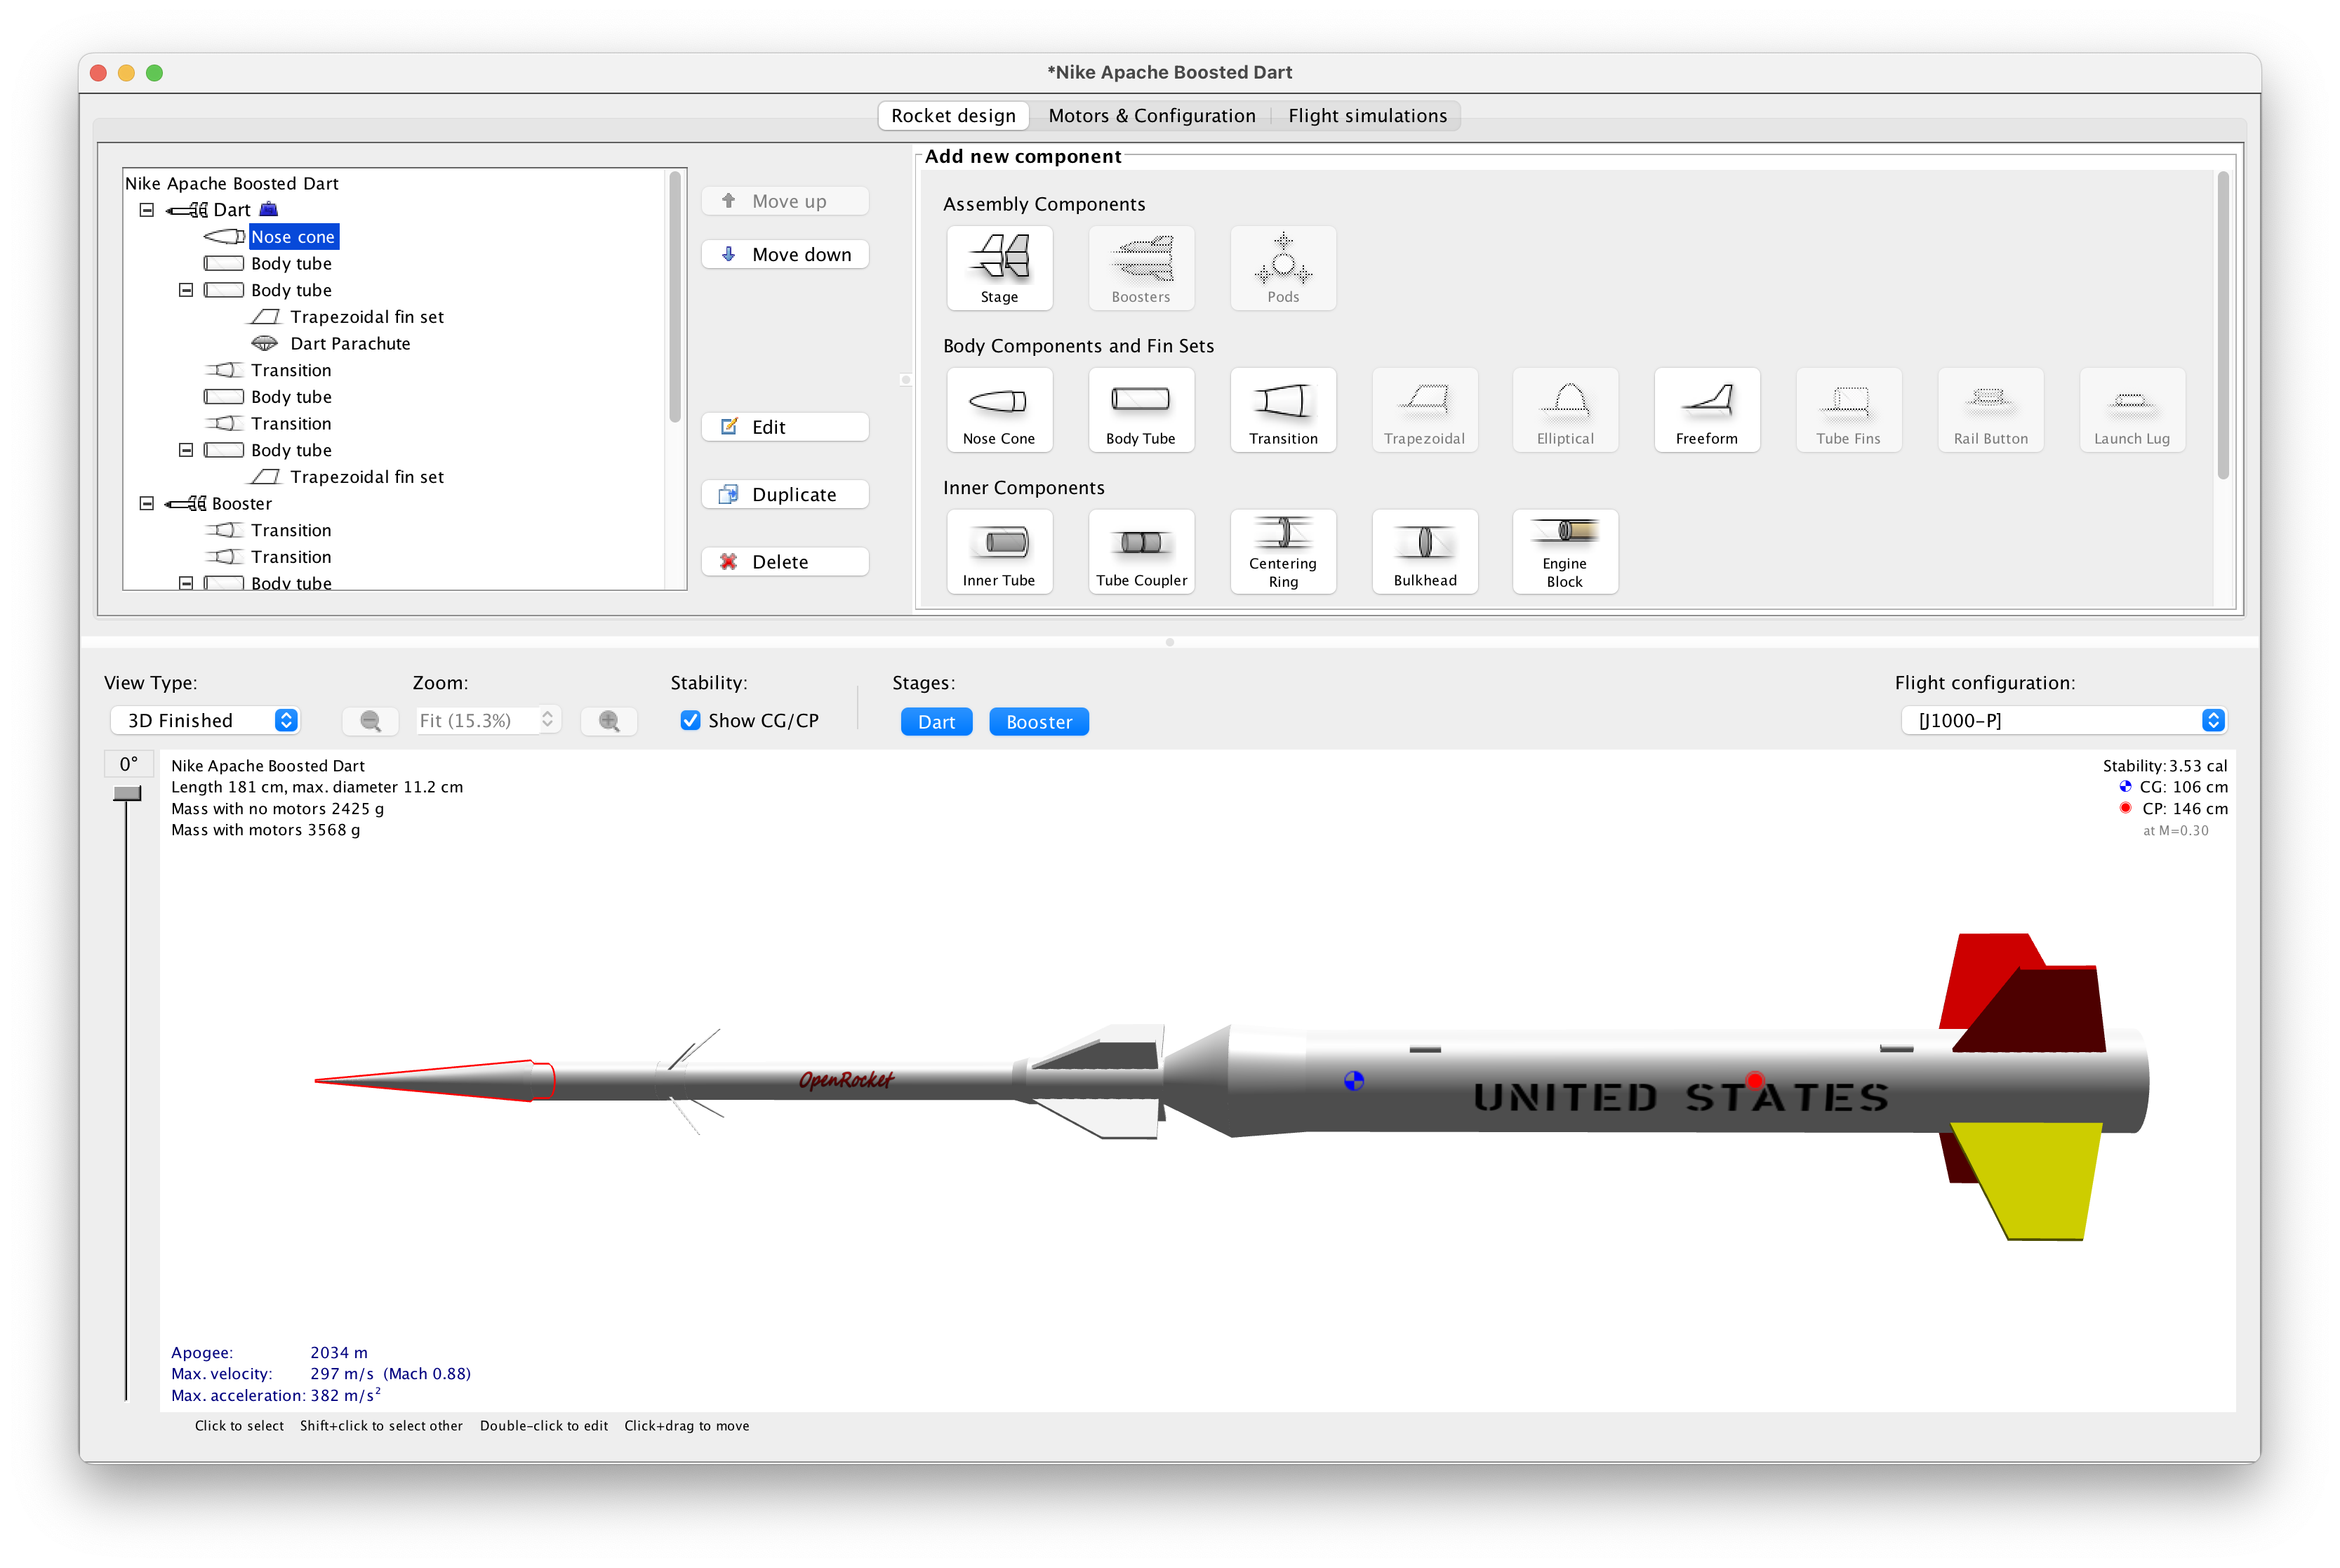 *Nike Apache Boosted Dart
Rocket design
Motors & Configuration
Flight simulations
Nike Apache Boosted Dart
Dart
Nose cone
Body tube
Body tube
Trapezoidal fin set
Dart Parachute
Transition
Body tube
Transition
Body tube
Trapezoidal fin set
Booster
Transition
Transition
Body tube
Move up
Move down
Edit
Duplicate
Delete
Add new component
Assembly Components
Stage
Boosters
Pods
Body Components and Fin Sets
Nose Cone
Body Tube
Transition
Trapezoidal
Elliptical
Freeform
Tube Fins
Rail Button
Launch Lug
Inner Components
Inner Tube
Tube Coupler
Centering
Ring
Bulkhead
Engine
Block
View Type:
3D Finished
Zoom:
Fit (15.3%)
Stability:
Show CG/CP
Stages:
Dart
Booster
Flight configuration:
[J1000-P]
0°
Nike Apache Boosted Dart
Length 181 cm, max. diameter 11.2 cm
Mass with no motors 2425 g
Mass with motors 3568 g
Stability: 3.53 cal
CG: 106 cm
CP: 146 cm
at M=0.30
OpenRocket
UNITED STATES
Apogee: 2034 m
Max. velocity: 297 m/s (Mach 0.88)
Max. acceleration: 382 m/s²
Click to select Shift+click to select other Double-click to edit Click+drag to move